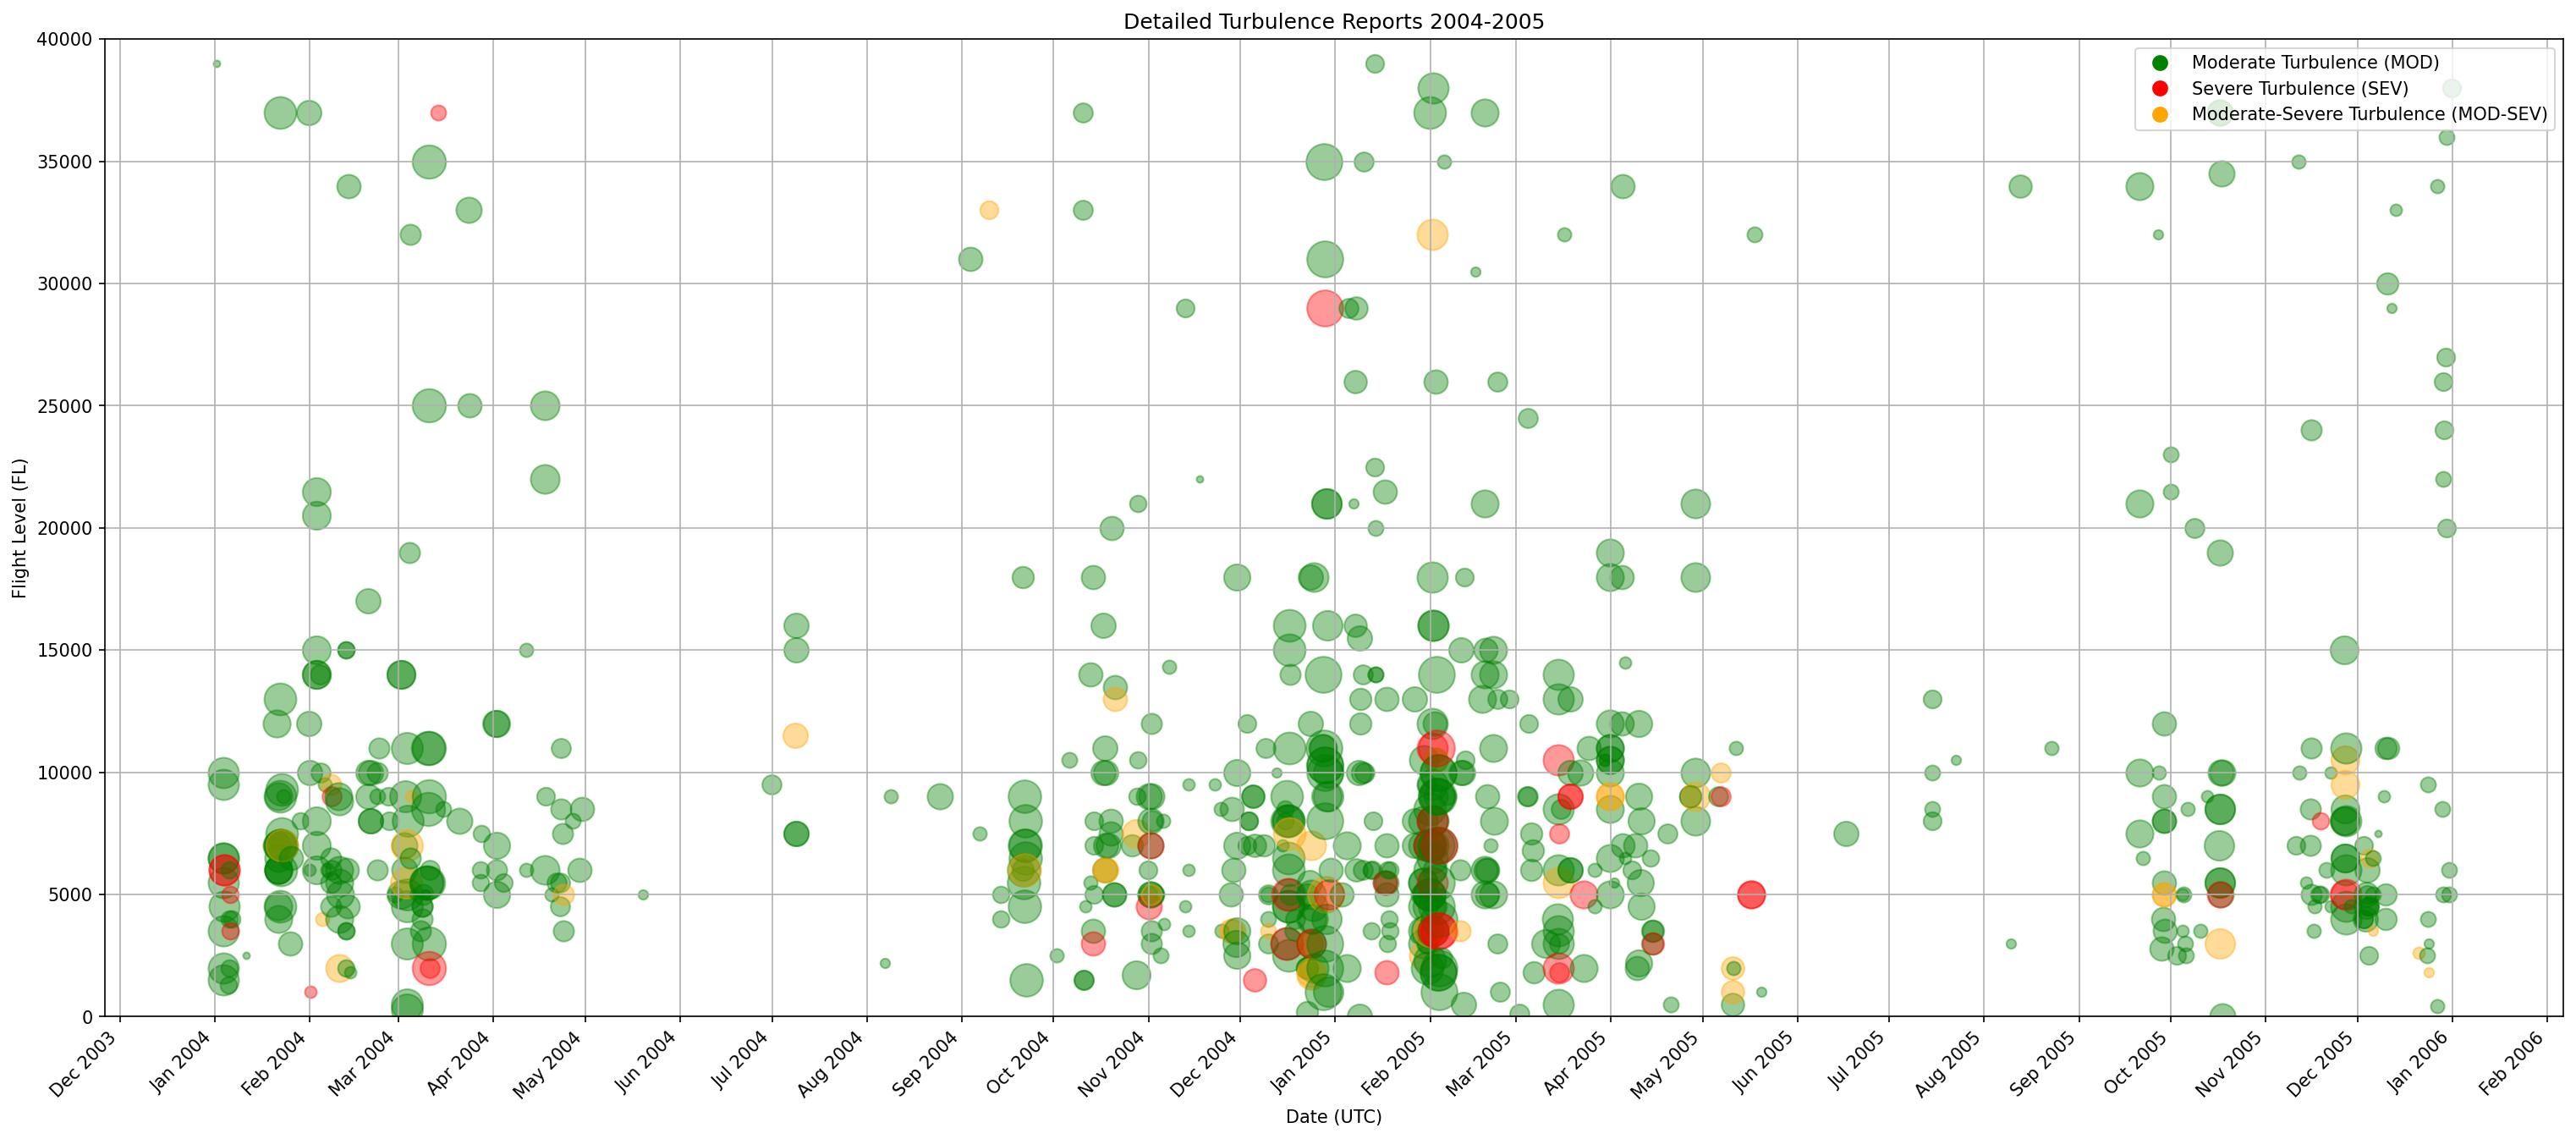 Detailed Turbulence Reports 2004-2005
Moderate Turbulence (MOD)
Severe Turbulence (SEV)
Moderate-Severe Turbulence (MOD-SEV)
Flight Level (FL)
40000
35000
30000
25000
20000
15000
10000
5000
0
Dec 2003
Jan 2004
Feb 2004
Mar 2004
Apr 2004
May 2004
Jun 2004
Jul 2004
Aug 2004
Sep 2004
Oct 2004
Nov 2004
Dec 2004
Jan 2005
Feb 2005
Mar 2005
Apr 2005
May 2005
Jun 2005
Jul 2005
Aug 2005
Sep 2005
Oct 2005
Nov 2005
Dec 2005
Jan 2006
Feb 2006
Date (UTC)